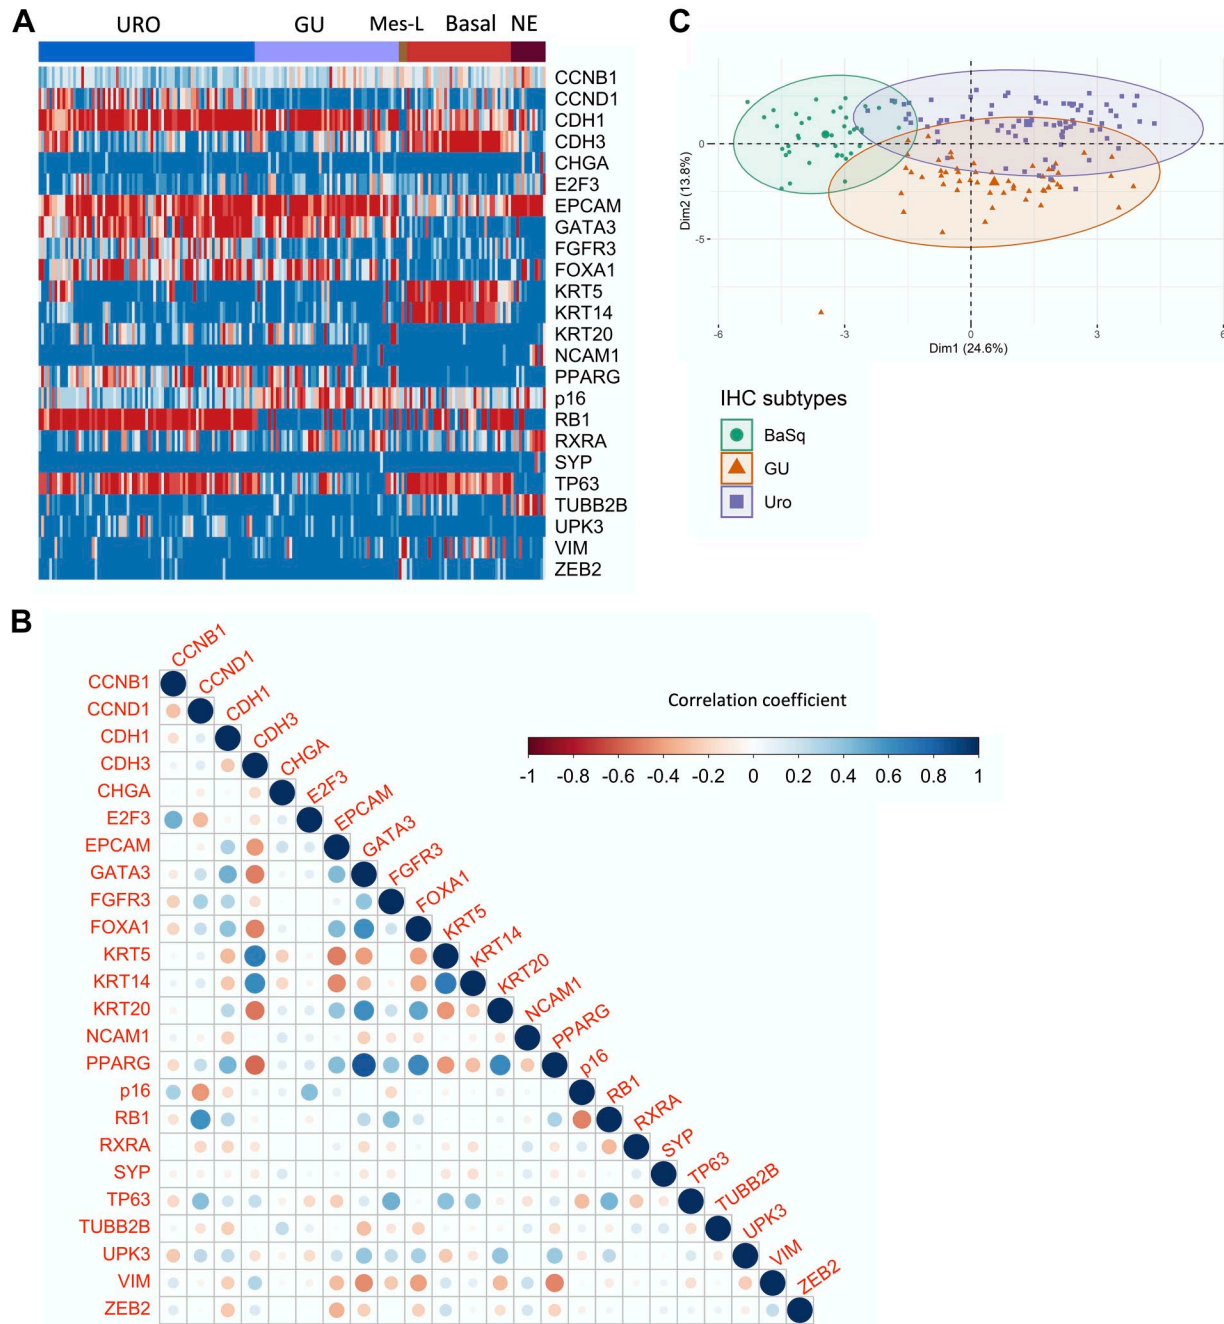 A
URO GU Mes-L Basal NE
CCNB1
CCND1
CDH1
CDH3
CHGA
E2F3
EPCAM
GATA3
FGFR3
FOXA1
KRT5
KRT14
KRT20
NCAM1
PPARG
p16
RB1
RXRA
SYP
TP63
TUBB2B
UPK3
VIM
ZEB2
C
0
-5
Dim2 (13.8%)
-6 -3 0 3 6
Dim1 (24.6%)
IHC subtypes
BaSq
GU
Uro
B
CCNB1 CCND1 CDH1 CDH3 CHGA E2F3 EPCAM GATA3 FGFR3 FOXA1 KRT5 KRT14 KRT20 NCAM1 PPARG p16 RB1 RXRA SYP TP63 TUBB2B UPK3 VIM ZEB2
CCNB1
CCND1
CDH1
CDH3
CHGA
E2F3
EPCAM
GATA3
FGFR3
FOXA1
KRT5
KRT14
KRT20
NCAM1
PPARG
p16
RB1
RXRA
SYP
TP63
TUBB2B
UPK3
VIM
ZEB2
Correlation coefficient
-1 -0.8 -0.6 -0.4 -0.2 0 0.2 0.4 0.6 0.8 1